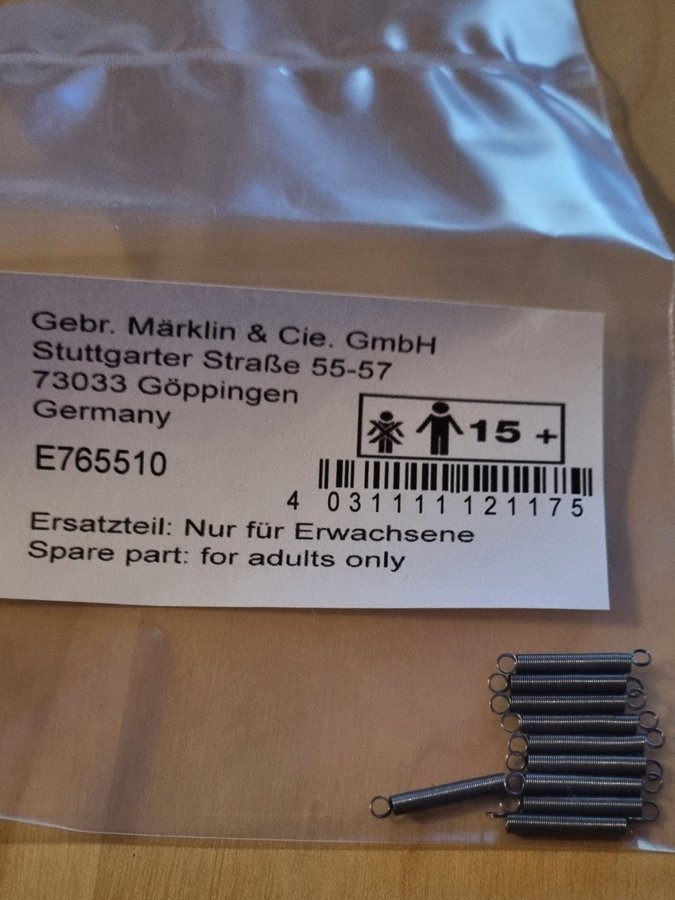 Gebr. Märklin & Cie. GmbH
Stuttgarter Straße 55-57
73033 Göppingen
Germany
15 +
E765510
4 031111 121175
Ersatzteil: Nur für Erwachsene
Spare part: for adults only